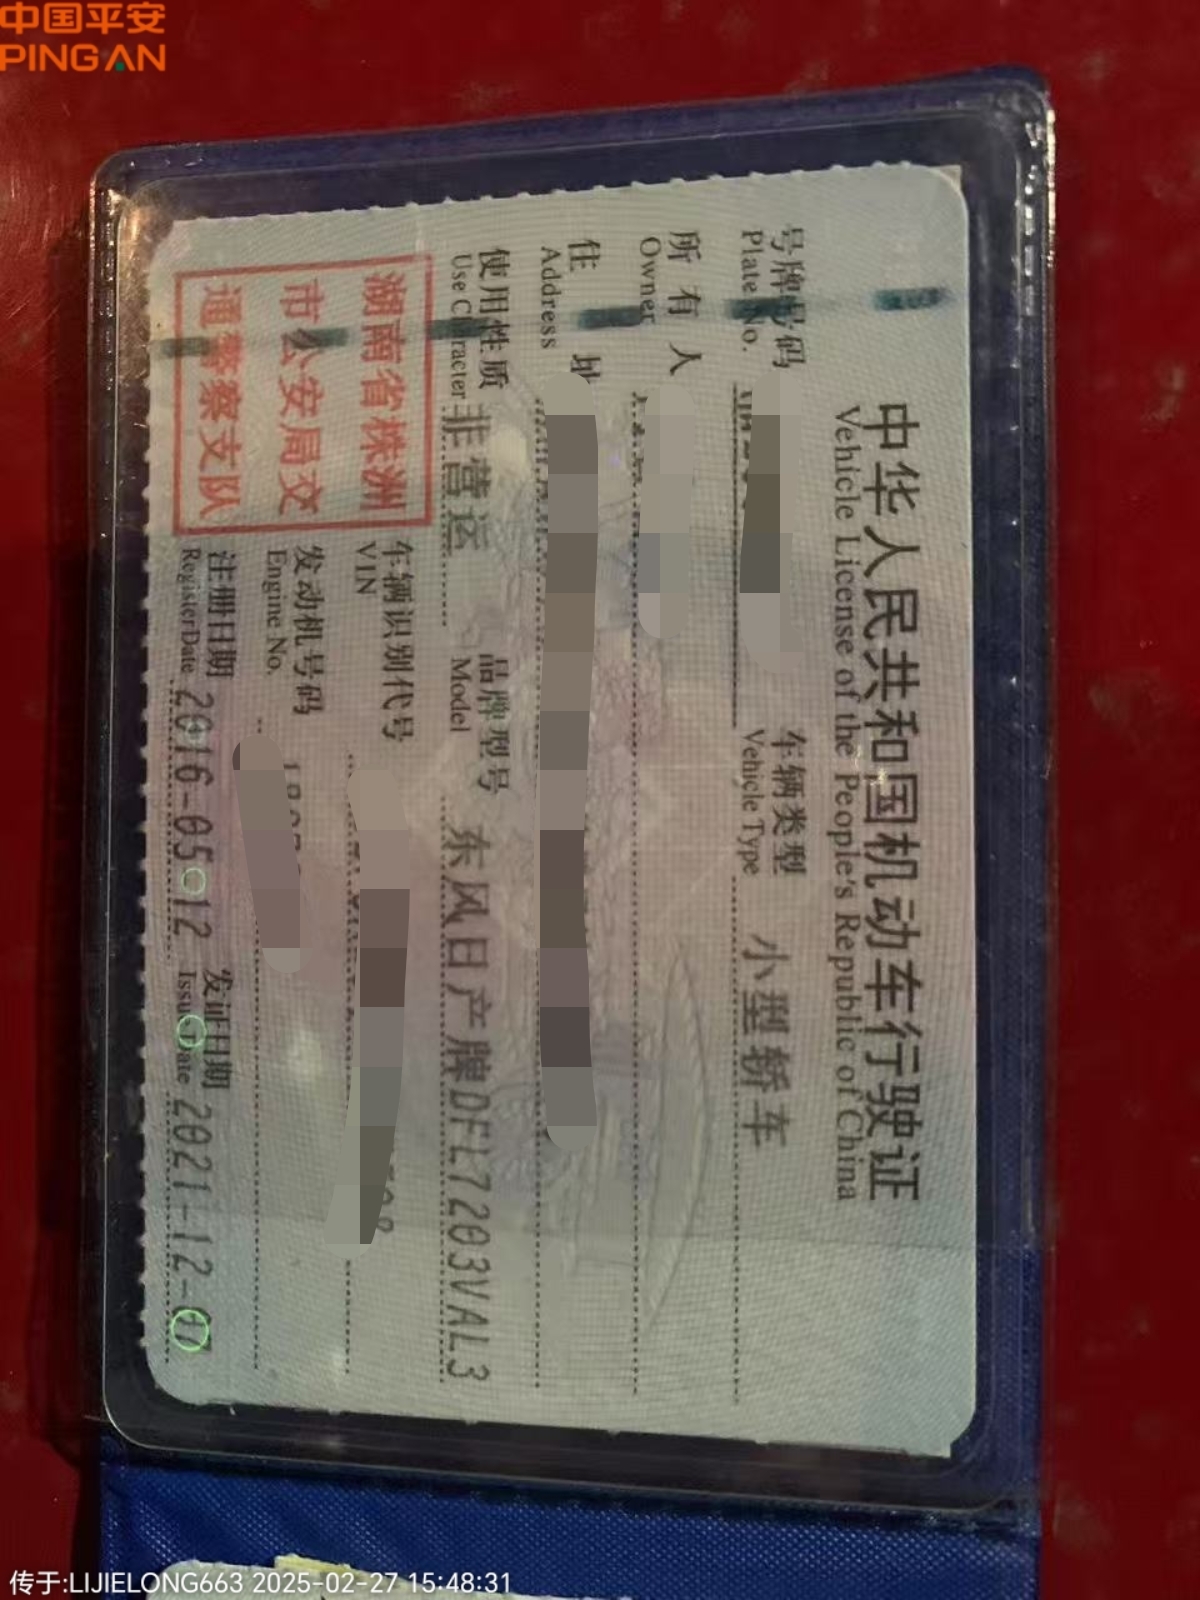 中国平安
PINGAN
中华人民共和国机动车行驶证
Vehicle License of the People's Republic of China
号牌号码
Plate No.
车辆类型
Vehicle Type
小型轿车
所有人
Owner
住址
Address
使用性质
Use Character
非营运
品牌型号
Model
东风日产牌DFL7203VAL3
湖南省株洲
市公安局交
通警察支队
车辆识别代号
VIN
发动机号码
Engine No.
注册日期
Register Date
2016-05-12
发证日期
Issue Date
2021-12-07
传于:LIJIELONG663 2025-02-27 15:48:31